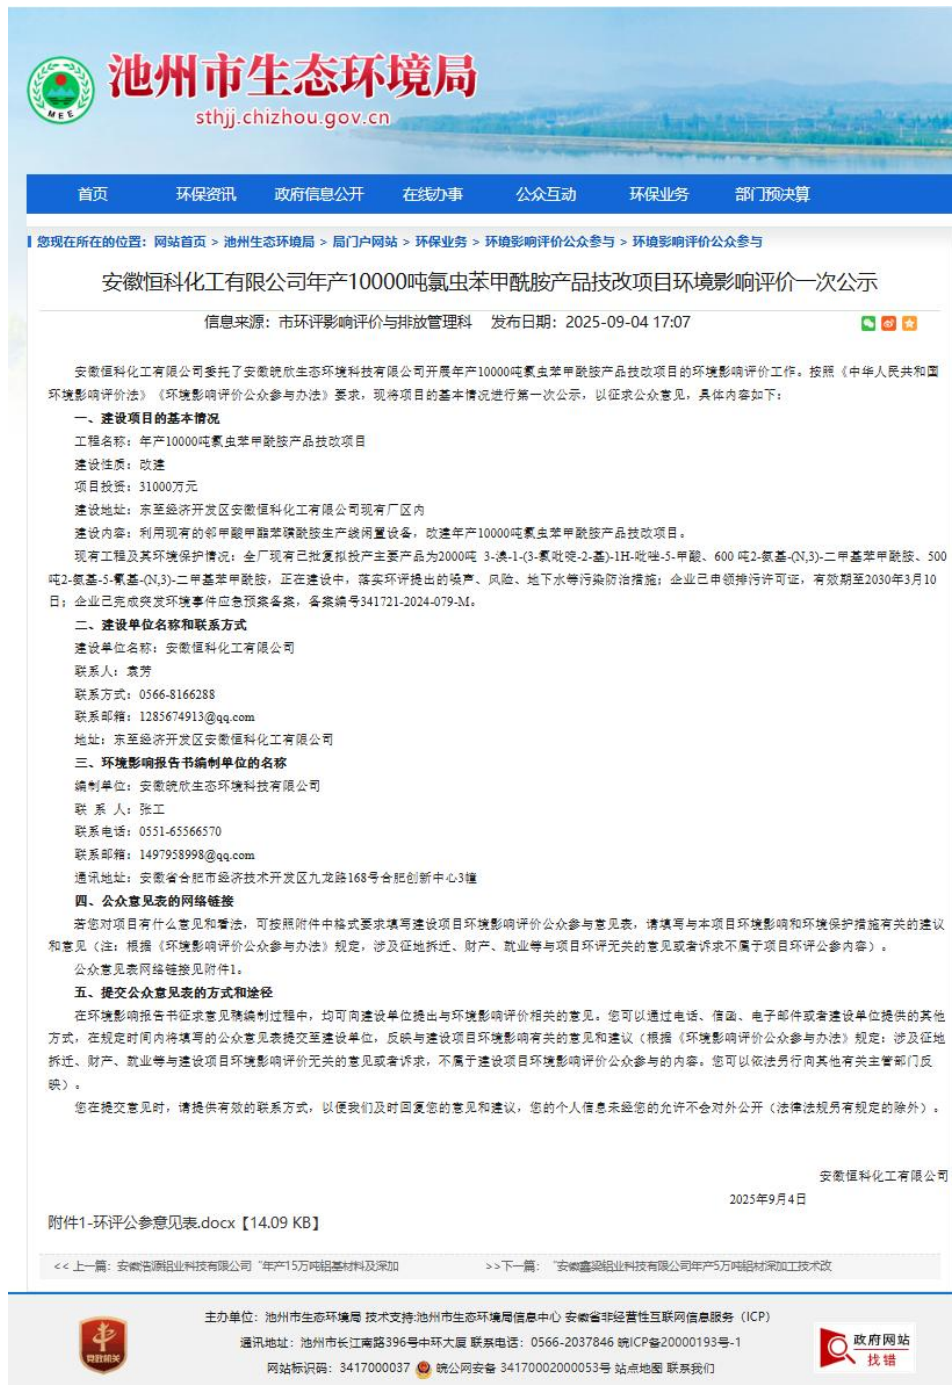 池州市生态环境局
sthjj.chizhou.gov.cn
MEE
首页 环保资讯 政府信息公开 在线办事 公众互动 环保业务 部门预决算
您现在所在的位置：网站首页 > 池州生态环境局 > 局门户网站 > 环保业务 > 环境影响评价公众参与 > 环境影响评价公众参与
安徽恒科化工有限公司年产10000吨氯虫苯甲酰胺产品技改项目环境影响评价一次公示
信息来源：市环评影响评价与排放管理科 发布日期：2025-09-04 17:07
安徽恒科化工有限公司委托了安徽皖欣生态环境科技有限公司开展年产10000吨氯虫苯甲酰胺产品技改项目的环境影响评价工作。按照《中华人民共和国
环境影响评价法》《环境影响评价公众参与办法》要求，现将项目的基本情况进行第一次公示，以征求公众意见，具体内容如下：
一、建设项目的基本情况
工程名称：年产10000吨氯虫苯甲酰胺产品技改项目
建设性质：改建
项目投资：31000万元
建设地址：东至经济开发区安徽恒科化工有限公司现有厂区内
建设内容：利用现有的邻甲酸甲酯苯磺酰胺生产线闲置设备，改建年产10000吨氯虫苯甲酰胺产品技改项目。
现有工程及其环境保护情况：全厂现有已批复拟投产主要产品为2000吨 3-溴-1-(3-氯吡啶-2-基)-1H-吡唑-5-甲酸、600 吨2-氨基-(N,3)-二甲基苯甲酰胺、500
吨2-氨基-5-氰基-(N,3)-二甲基苯甲酰胺，正在建设中，落实环评提出的噪声、风险、地下水等污染防治措施；企业已申领排污许可证，有效期至2030年3月10
日；企业已完成突发环境事件应急预案备案，备案编号341721-2024-079-M。
二、建设单位名称和联系方式
建设单位名称：安徽恒科化工有限公司
联系人：袁芳
联系方式：0566-8166288
联系邮箱：1285674913@qq.com
地址：东至经济开发区安徽恒科化工有限公司
三、环境影响报告书编制单位的名称
编制单位：安徽皖欣生态环境科技有限公司
联 系 人：张工
联系电话：0551-65566570
联系邮箱：1497958998@qq.com
通讯地址：安徽省合肥市经济技术开发区九龙路168号合肥创新中心3幢
四、公众意见表的网络链接
若您对项目有什么意见和看法，可按照附件中格式要求填写建设项目环境影响评价公众参与意见表，请填写与本项目环境影响和环境保护措施有关的建议
和意见（注：根据《环境影响评价公众参与办法》规定，涉及征地拆迁、财产、就业等与项目环评无关的意见或者诉求不属于项目环评公参内容）。
公众意见表网络链接见附件1。
五、提交公众意见表的方式和途径
在环境影响报告书征求意见稿编制过程中，均可向建设单位提出与环境影响评价相关的意见。您可以通过电话、信函、电子邮件或者建设单位提供的其他
方式，在规定时间内将填写的公众意见表提交至建设单位，反映与建设项目环境影响有关的意见和建议（根据《环境影响评价公众参与办法》规定：涉及征地
拆迁、财产、就业等与建设项目环境影响评价无关的意见或者诉求，不属于建设项目环境影响评价公众参与的内容。您可以依法另行向其他有关主管部门反
映）。
您在提交意见时，请提供有效的联系方式，以便我们及时回复您的意见和建议，您的个人信息未经您的允许不会对外公开（法律法规另有规定的除外）。
安徽恒科化工有限公司
2025年9月4日
附件1-环评公参意见表.docx【14.09 KB】
<<上一篇：安徽浩源铝业科技有限公司“年产15万吨铝基材料及深加 >>下一篇：“安徽鑫梁铝业科技有限公司年产5万吨铝材深加工技术改
主办单位：池州市生态环境局 技术支持:池州市生态环境局信息中心 安徽省非经营性互联网信息服务（ICP）
通讯地址：池州市长江南路396号中环大厦 联系电话：0566-2037846 皖ICP备20000193号-1
网站标识码：3417000037 皖公网安备 34170002000053号 站点地图 联系我们
党政机关
政府网站
找错